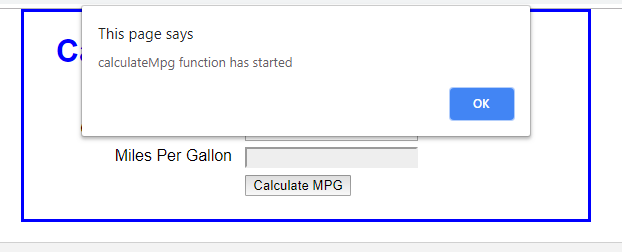 This page says
calculateMpg function has started
OK
Miles Per Gallon
Calculate MPG